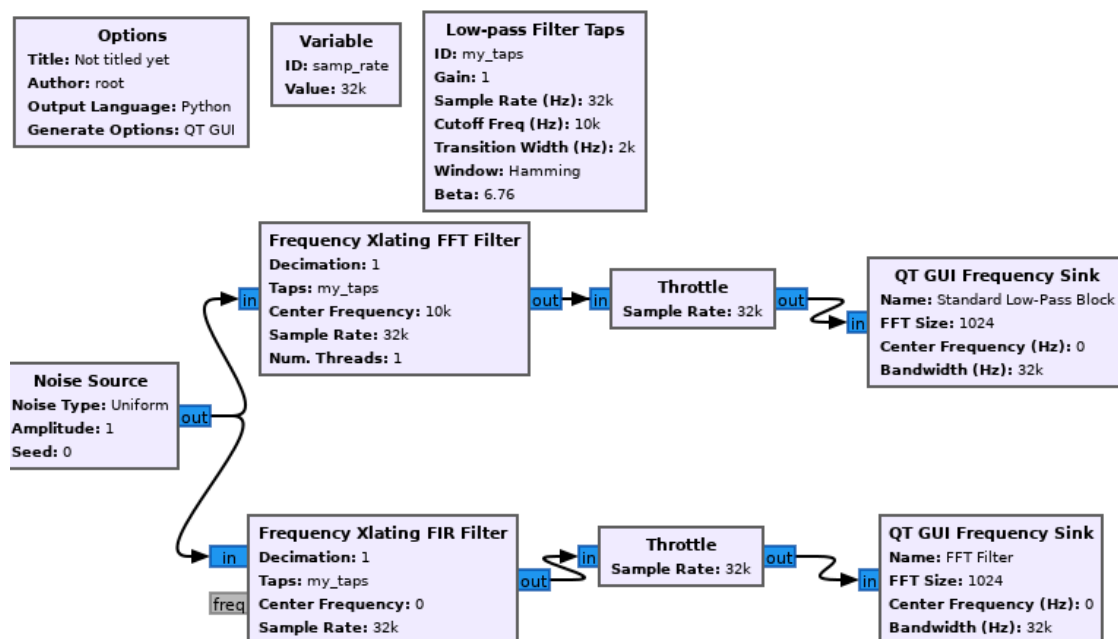 Options
Title: Not titled yet
Author: root
Output Language: Python
Generate Options: QT GUI
Variable
ID: samp_rate
Value: 32k
Low-pass Filter Taps
ID: my_taps
Gain: 1
Sample Rate (Hz): 32k
Cutoff Freq (Hz): 10k
Transition Width (Hz): 2k
Window: Hamming
Beta: 6.76
Frequency Xlating FFT Filter
Decimation: 1
Taps: my_taps
Center Frequency: 10k
Sample Rate: 32k
Num. Threads: 1
in
out
in
Throttle
Sample Rate: 32k
out
in
QT GUI Frequency Sink
Name: Standard Low-Pass Block
FFT Size: 1024
Center Frequency (Hz): 0
Bandwidth (Hz): 32k
Noise Source
Noise Type: Uniform
Amplitude: 1
Seed: 0
out
in
freq
Frequency Xlating FIR Filter
Decimation: 1
Taps: my_taps
Center Frequency: 0
Sample Rate: 32k
out
in
Throttle
Sample Rate: 32k
out
in
QT GUI Frequency Sink
Name: FFT Filter
FFT Size: 1024
Center Frequency (Hz): 0
Bandwidth (Hz): 32k